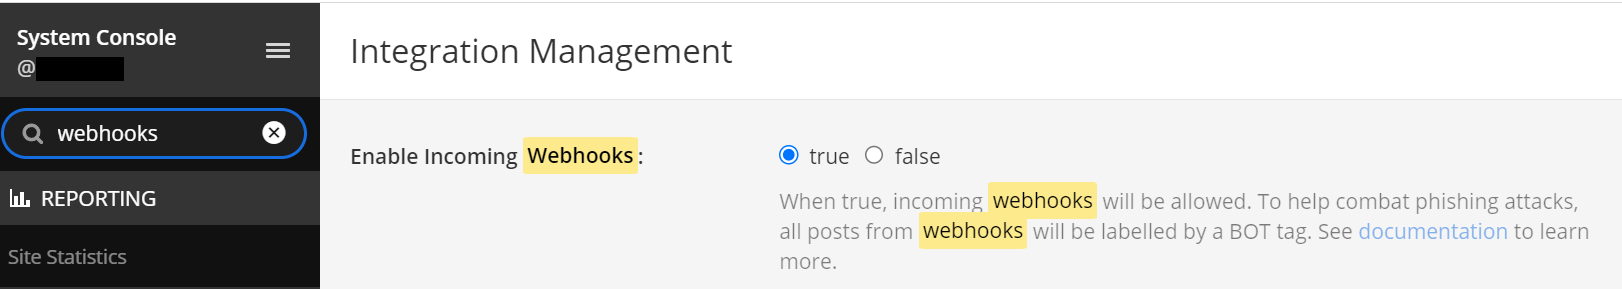 System Console
@
webhooks
REPORTING
Site Statistics
Integration Management
Enable Incoming Webhooks:
true false
When true, incoming webhooks will be allowed. To help combat phishing attacks,
all posts from webhooks will be labelled by a BOT tag. See documentation to learn
more.